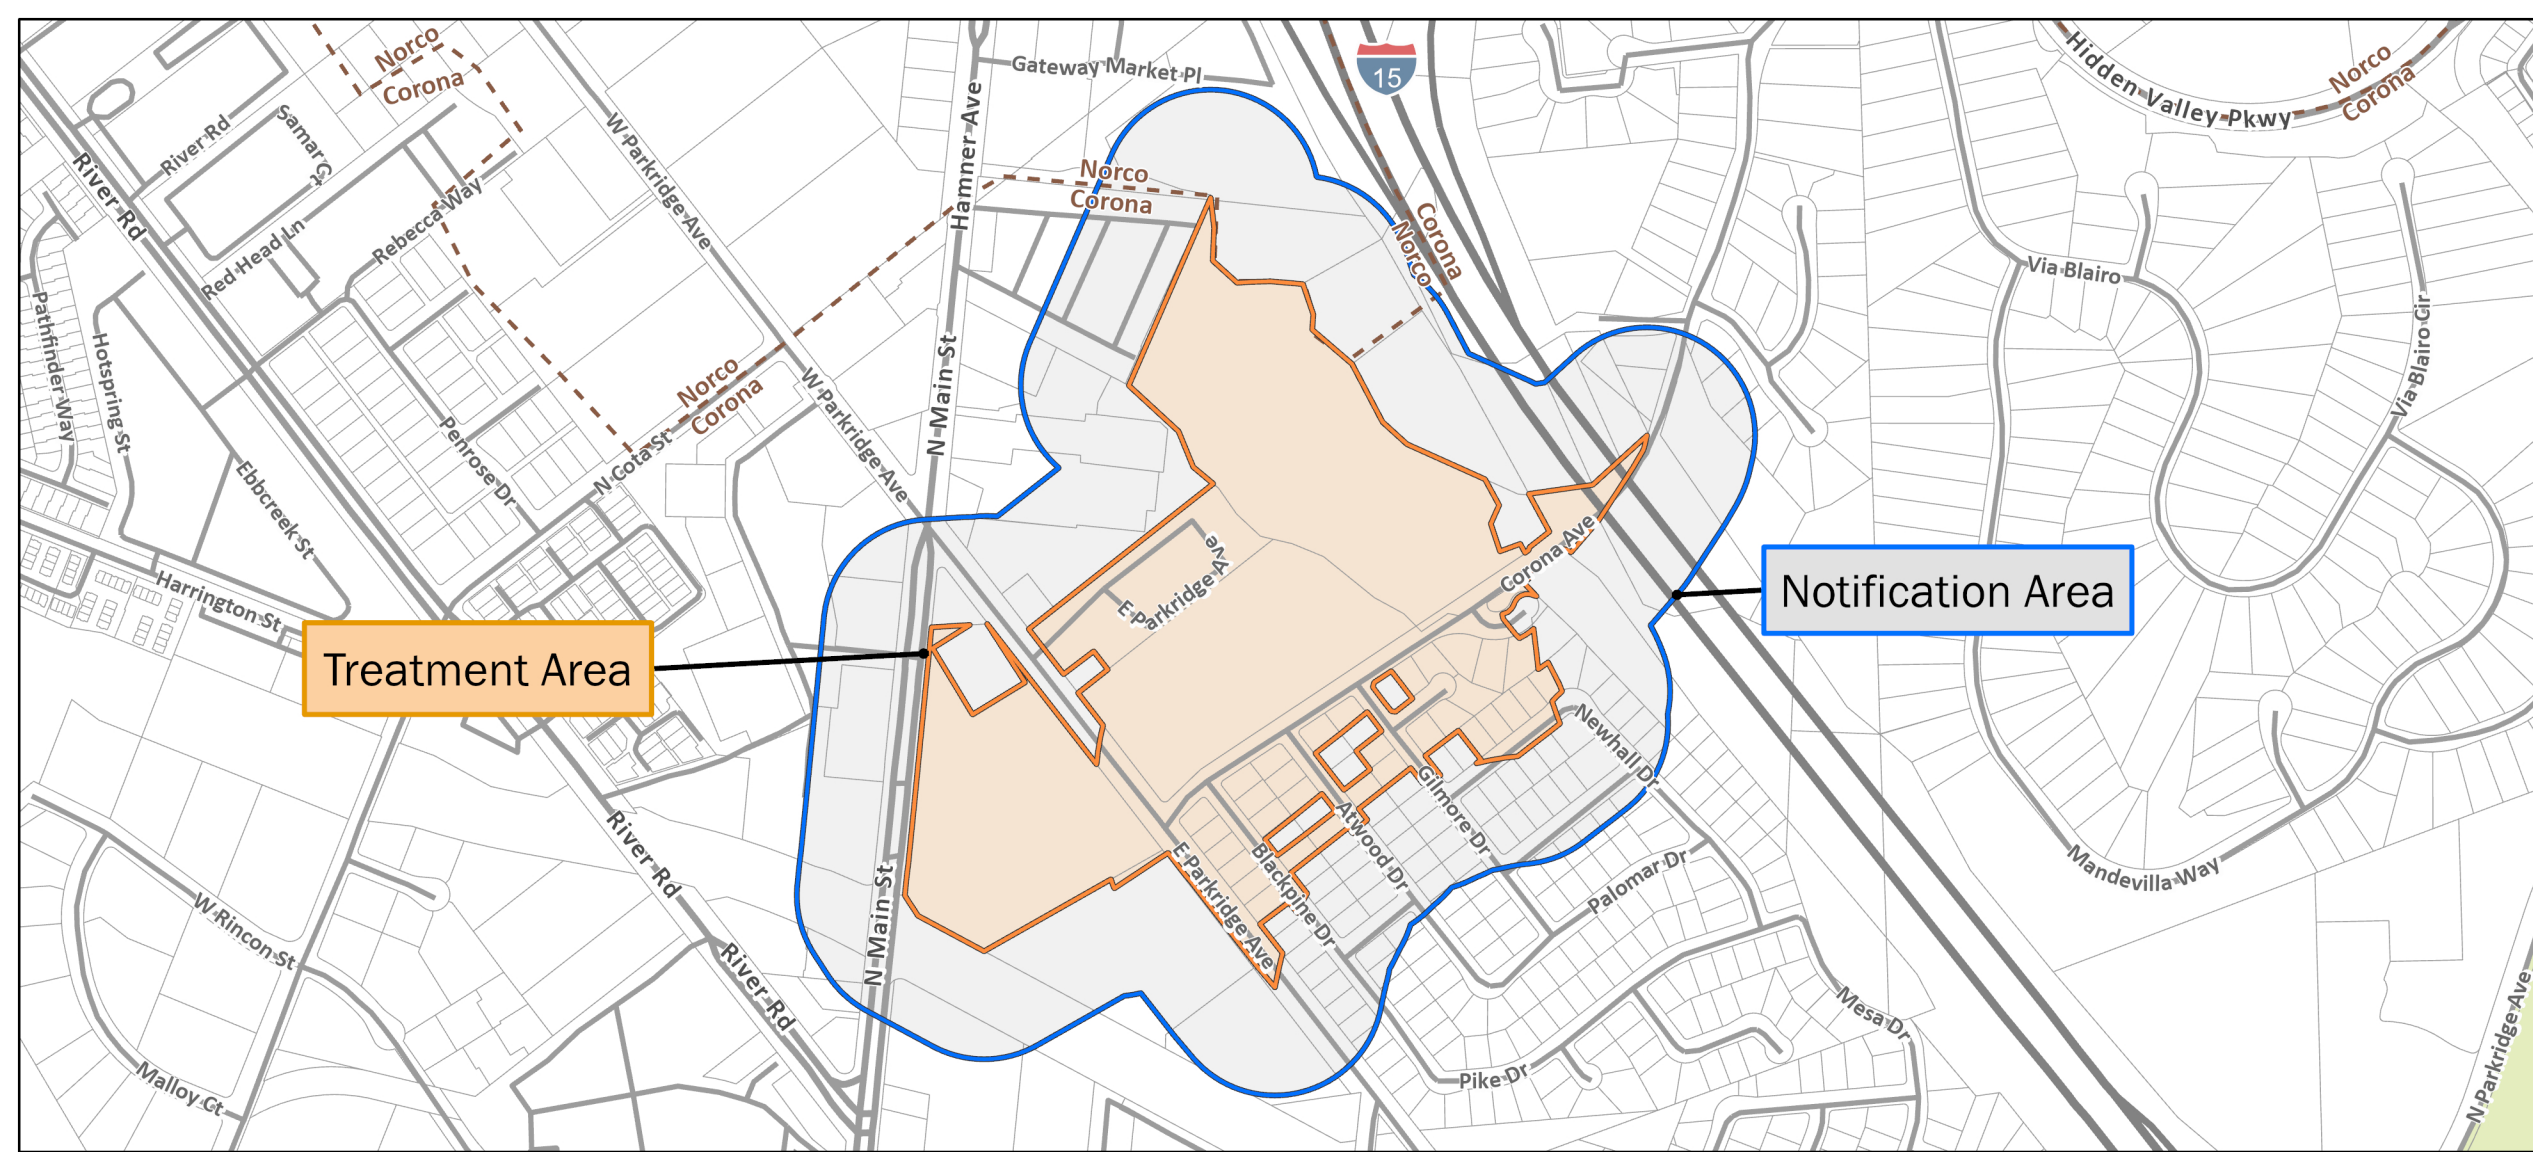 Norco
Corona
Gateway Market Pl
15
Hidden Valley Pkwy
Norco
Corona
River Rd
Samar Ct
W Parkridge Ave
Hamner Ave
River Rd
Norco
Corona
Rebecca Way
Red Head Ln
Corona
Norco
Via Blairo
Via Blairo Cir
Pathfinder Way
Hotspring St
N Main St
Norco
Corona
W Parkridge Ave
Penrose Dr
N Cota St
Ebbcreek St
E Parkridge Ave
Corona Ave
Harrington St
Notification Area
Treatment Area
Newhall Dr
Gilmore Dr
Atwood Dr
Blackpine Dr
E Parkridge Ave
Palomar Dr
Mandevilla Way
River Rd
N Main St
W Rincon St
River Rd
Mesa Dr
Pike Dr
Malloy Ct
N Parkridge Ave